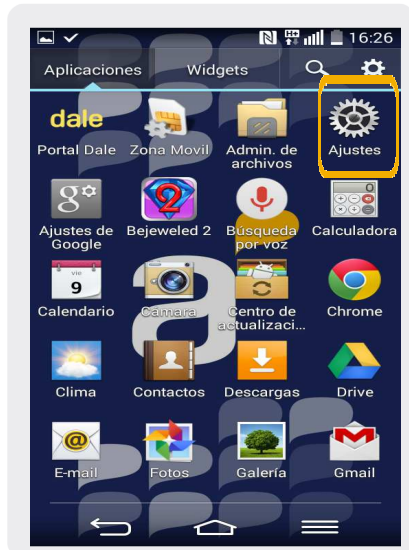 N H+ 16:26
Aplicaciones Widgets
dale
Portal Dale Zona Movil Admin. de archivos Ajustes
g 2 0
Ajustes de Google Bejeweled 2 Búsqueda por voz Calculadora
vie
9
Calendario Cámara Centro de actualizaci... Chrome
a
Clima Contactos Descargas Drive
@
E-mail Fotos Galería Gmail